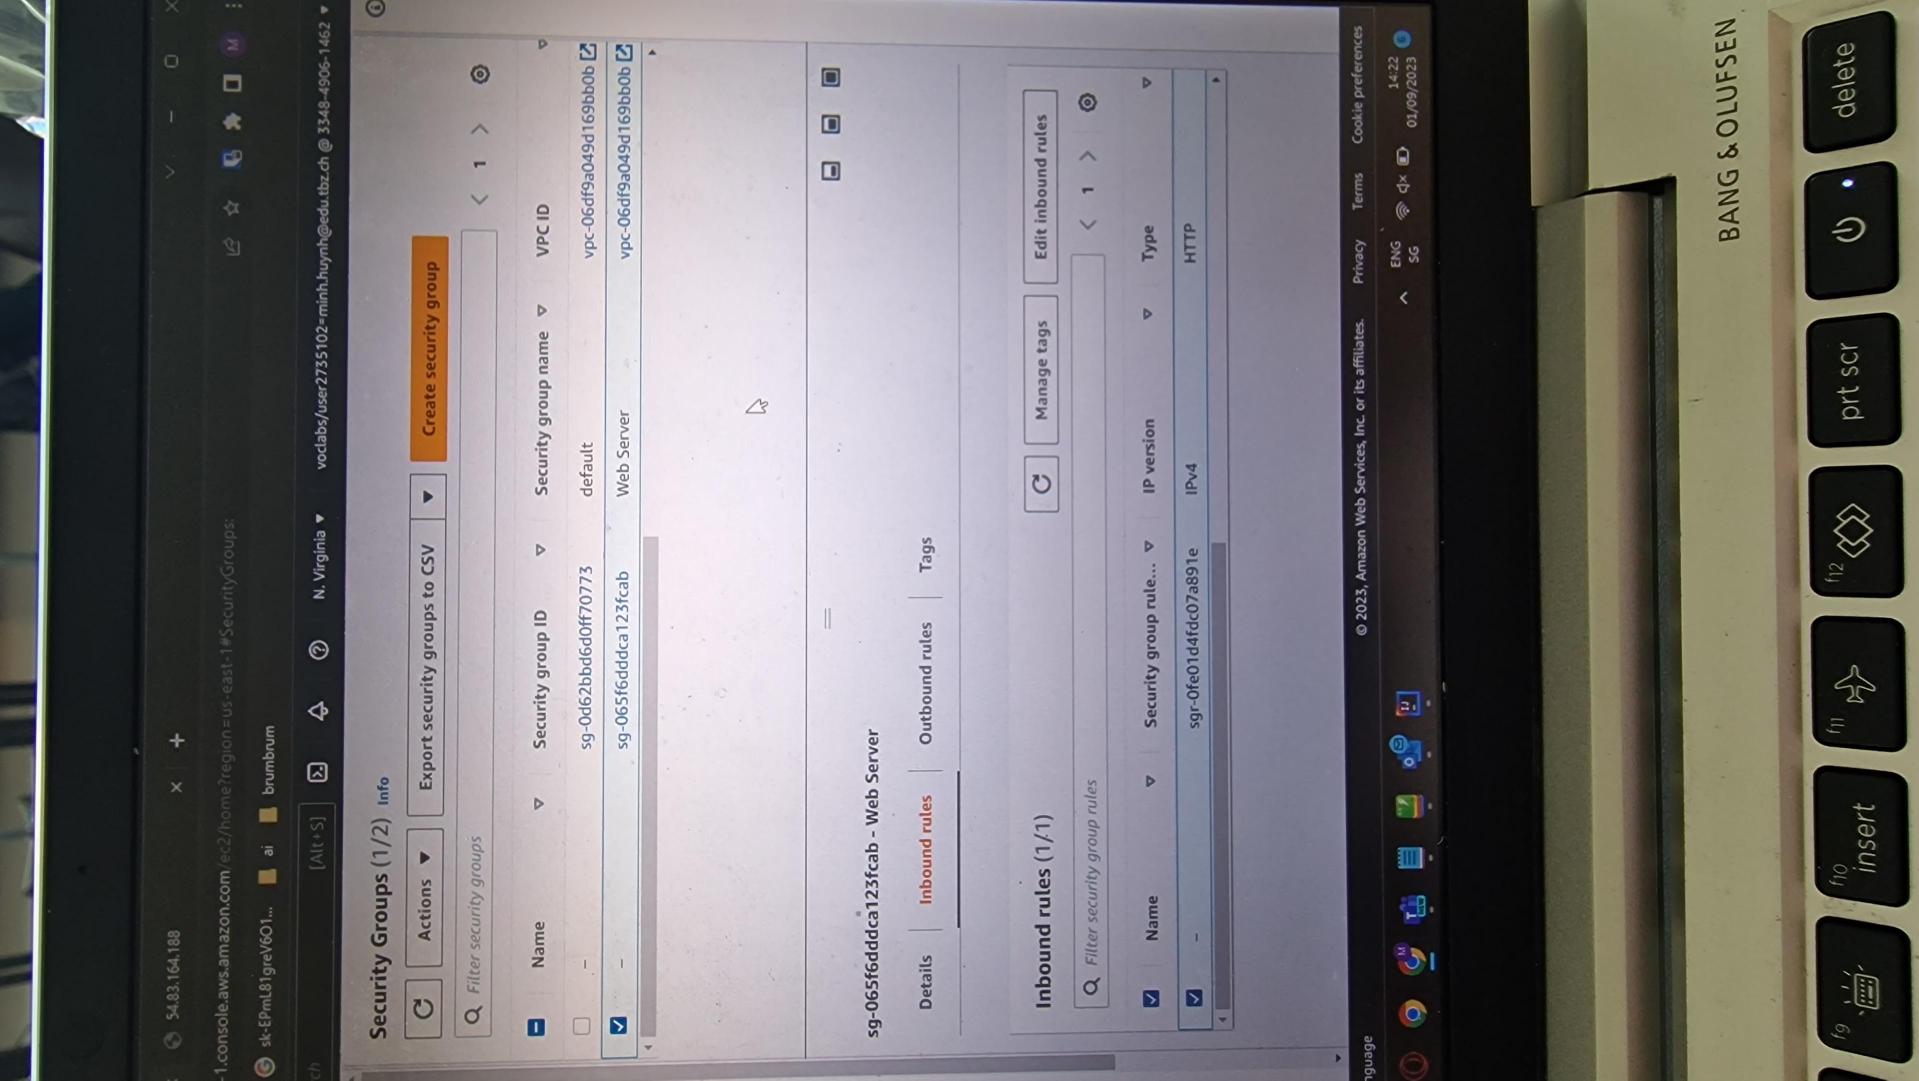 54.83.164.188
-1.console.aws.amazon.com/ec2/home?region=us-east-1#SecurityGroups:
M
sk-EPmL81greV6O1... ai brumbrum
ch [Alt+S] N. Virginia voclabs/user2735102=minh.huynh@edu.tbz.ch @ 3348-4906-1462
Security Groups (1/2) Info
Actions Export security groups to CSV Create security group
Filter security groups 1
Name Security group ID Security group name VPC ID
– sg-0d62bbd6d0ff70773 default vpc-06df9a049d169bb0b
– sg-065f6dddca123fcab Web Server vpc-06df9a049d169bb0b
sg-065f6dddca123fcab - Web Server
Details Inbound rules Outbound rules Tags
Inbound rules (1/1) Manage tags Edit inbound rules
Filter security group rules 1
Name Security group rule... IP version Type
– sgr-0fe01d4fdc07a891e IPv4 HTTP
nguage © 2023, Amazon Web Services, Inc. or its affiliates. Privacy Terms Cookie preferences
ENG 14:22
SG 01/09/2023
BANG & OLUFSEN
f9 f10 f11 f12
insert prt scr delete